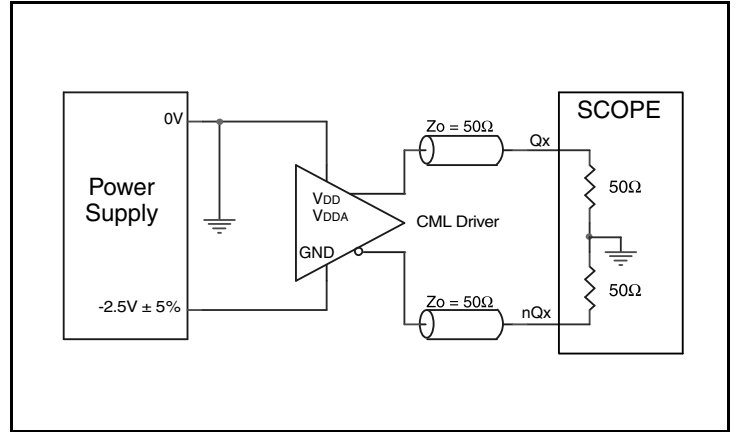 0V
Power
Supply
-2.5V ± 5%
VDD
VDDA
GND
CML Driver
Zo = 50Ω
Qx
Zo = 50Ω
nQx
SCOPE
50Ω
50Ω